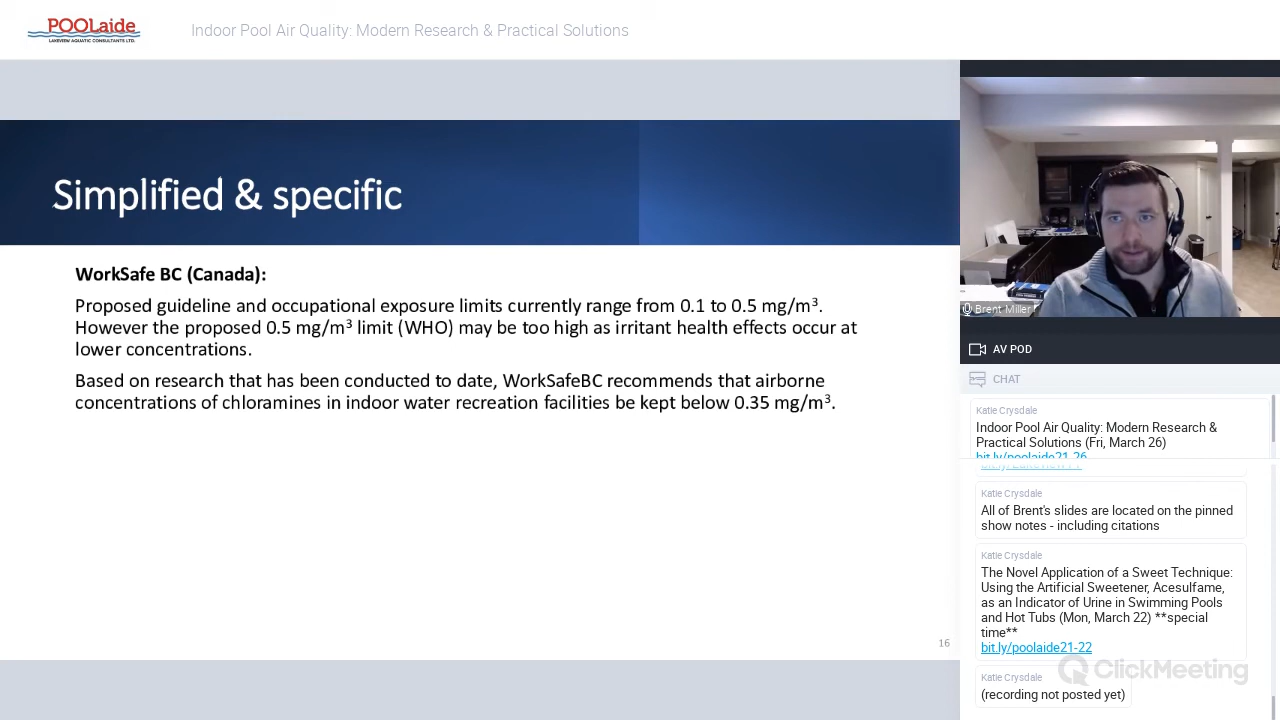 POOLaide
LAKEVIEW AQUATIC CONSULTANTS LTD.
Indoor Pool Air Quality: Modern Research & Practical Solutions
Simplified & specific
WorkSafe BC (Canada):
Proposed guideline and occupational exposure limits currently range from 0.1 to 0.5 mg/m³.
However the proposed 0.5 mg/m³ limit (WHO) may be too high as irritant health effects occur at
lower concentrations.
Based on research that has been conducted to date, WorkSafeBC recommends that airborne
concentrations of chloramines in indoor water recreation facilities be kept below 0.35 mg/m³.
16
Brent Miller
AV POD
CHAT
Katie Crysdale
Indoor Pool Air Quality: Modern Research &
Practical Solutions (Fri, March 26)
bit.ly/poolaide21-26
Katie Crysdale
All of Brent's slides are located on the pinned
show notes - including citations
Katie Crysdale
The Novel Application of a Sweet Technique:
Using the Artificial Sweetener, Acesulfame,
as an Indicator of Urine in Swimming Pools
and Hot Tubs (Mon, March 22) **special
time**
bit.ly/poolaide21-22
Katie Crysdale
(recording not posted yet)
ClickMeeting